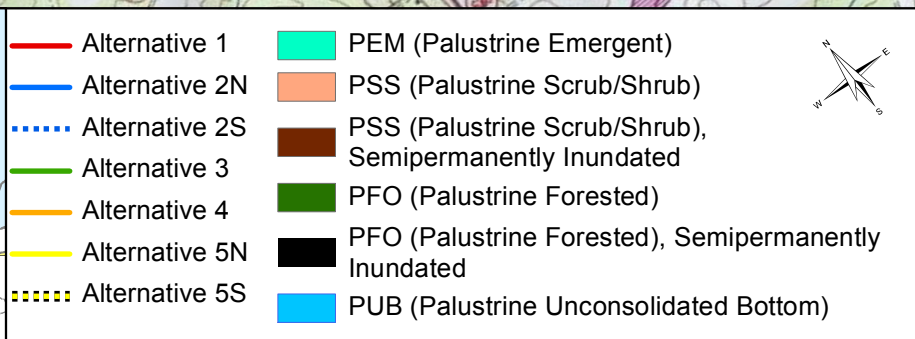 Alternative 1
Alternative 2N
Alternative 2S
Alternative 3
Alternative 4
Alternative 5N
Alternative 5S
PEM (Palustrine Emergent)
PSS (Palustrine Scrub/Shrub)
PSS (Palustrine Scrub/Shrub),
Semipermanently Inundated
PFO (Palustrine Forested)
PFO (Palustrine Forested), Semipermanently
Inundated
PUB (Palustrine Unconsolidated Bottom)
N
E
W
S